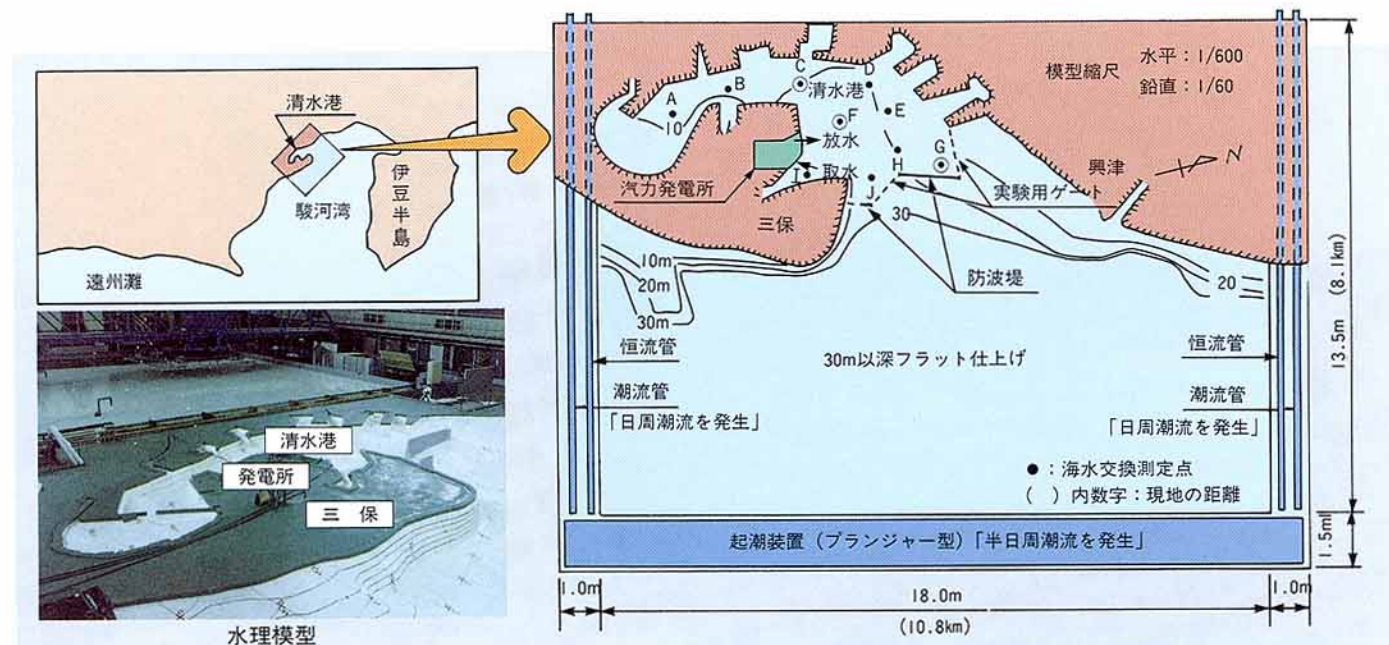 清水港
伊豆半島
駿河湾
遠州灘
清水港
発電所
三 保
水理模型
模型縮尺
水平：1/600
鉛直：1/60
A
B
C
D
清水港
E
F
10
放水
G
H
取水
I
J
汽力発電所
三保
興津
N
実験用ゲート
30
防波堤
10m
20m
30m
20
恒流管
30m以深フラット仕上げ
恒流管
潮流管
「日周潮流を発生」
潮流管
「日周潮流を発生」
●：海水交換測定点
（ ）内数字：現地の距離
起潮装置（プランジャー型）「半日周潮流を発生」
13.5m (8.1km)
1.5m
1.0m
18.0m
1.0m
(10.8km)